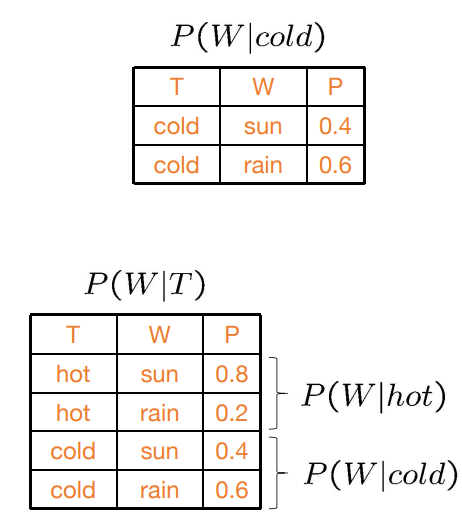 P(W|cold)
T W P
cold sun 0.4
cold rain 0.6
P(W|T)
T W P
hot sun 0.8
hot rain 0.2
P(W|hot)
cold sun 0.4
cold rain 0.6
P(W|cold)